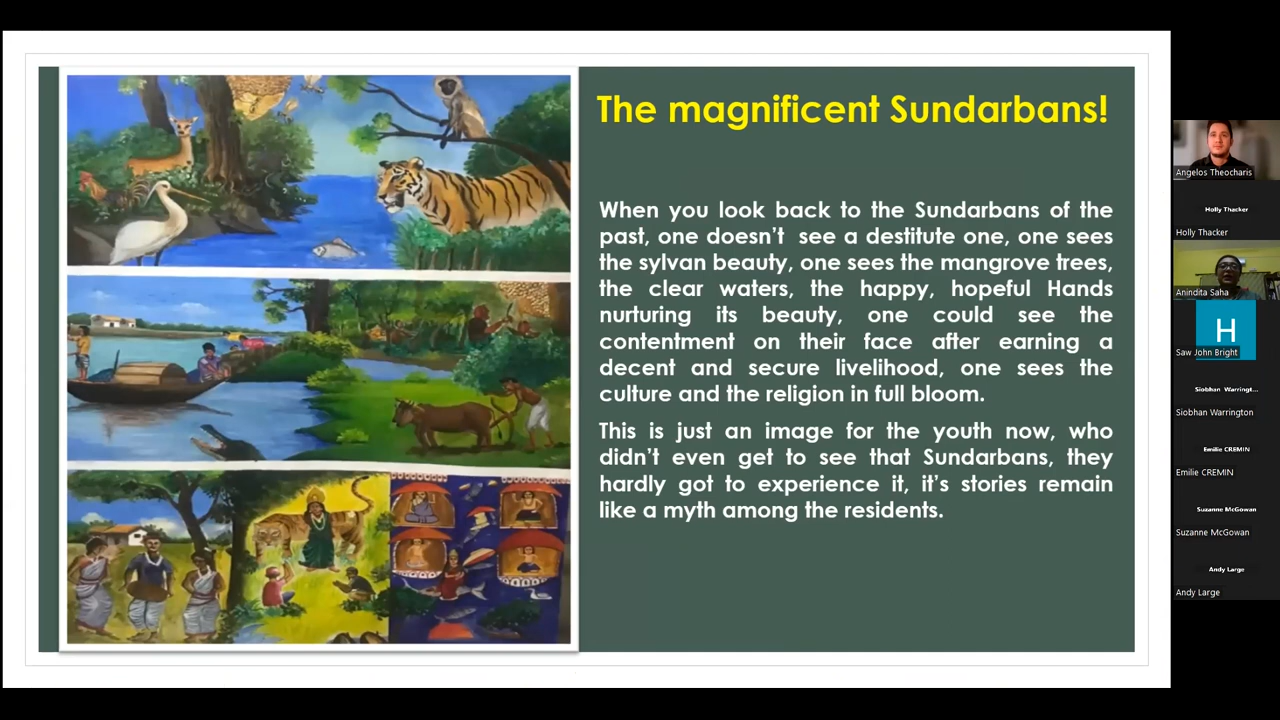 The magnificent Sundarbans!
When you look back to the Sundarbans of the
past, one doesn't see a destitute one, one sees
the sylvan beauty, one sees the mangrove trees,
the clear waters, the happy, hopeful Hands
nurturing its beauty, one could see the
contentment on their face after earning a
decent and secure livelihood, one sees the
culture and the religion in full bloom.
This is just an image for the youth now, who
didn't even get to see that Sundarbans, they
hardly got to experience it, it's stories remain
like a myth among the residents.
Angelos Theocharis
Holly Thacker
Holly Thacker
Anindita Saha
H
Saw John Bright
Siobhan Warringt...
Siobhan Warrington
Emilie CREMIN
Emilie CREMIN
Suzanne McGowan
Suzanne McGowan
Andy Large
Andy Large